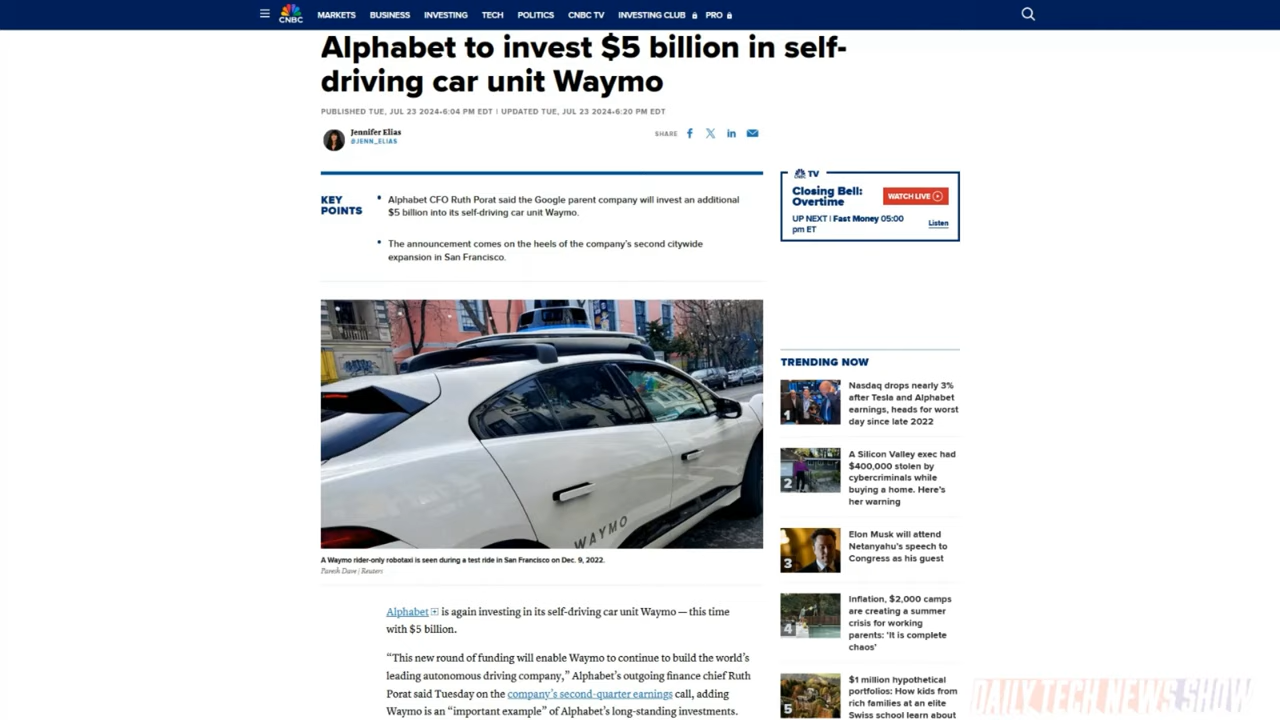 CNBC
MARKETS BUSINESS INVESTING TECH POLITICS CNBC TV INVESTING CLUB PRO
Alphabet to invest $5 billion in self-
driving car unit Waymo
PUBLISHED TUE, JUL 23 2024•6:04 PM EDT | UPDATED TUE, JUL 23 2024•6:20 PM EDT
Jennifer Elias
@JENN_ELIAS
SHARE
KEY
POINTS
• Alphabet CFO Ruth Porat said the Google parent company will invest an additional
$5 billion into its self-driving car unit Waymo.
• The announcement comes on the heels of the company's second citywide
expansion in San Francisco.
WAYMO
A Waymo rider-only robotaxi is seen during a test ride in San Francisco on Dec. 9, 2022.
Paresh Dave | Reuters
Alphabet is again investing in its self-driving car unit Waymo — this time
with $5 billion.
“This new round of funding will enable Waymo to continue to build the world’s
leading autonomous driving company,” Alphabet’s outgoing finance chief Ruth
Porat said Tuesday on the company’s second-quarter earnings call, adding
Waymo is an “important example” of Alphabet’s long-standing investments.
TV
Closing Bell:
Overtime
WATCH LIVE
UP NEXT | Fast Money 05:00
pm ET
Listen
TRENDING NOW
1
Nasdaq drops nearly 3%
after Tesla and Alphabet
earnings, heads for worst
day since late 2022
2
A Silicon Valley exec had
$400,000 stolen by
cybercriminals while
buying a home. Here's
her warning
3
Elon Musk will attend
Netanyahu's speech to
Congress as his guest
4
Inflation, $2,000 camps
are creating a summer
crisis for working
parents: 'It is complete
chaos'
5
$1 million hypothetical
portfolios: How kids from
rich families at an elite
Swiss school learn about
DAILY TECH NEWS SHOW